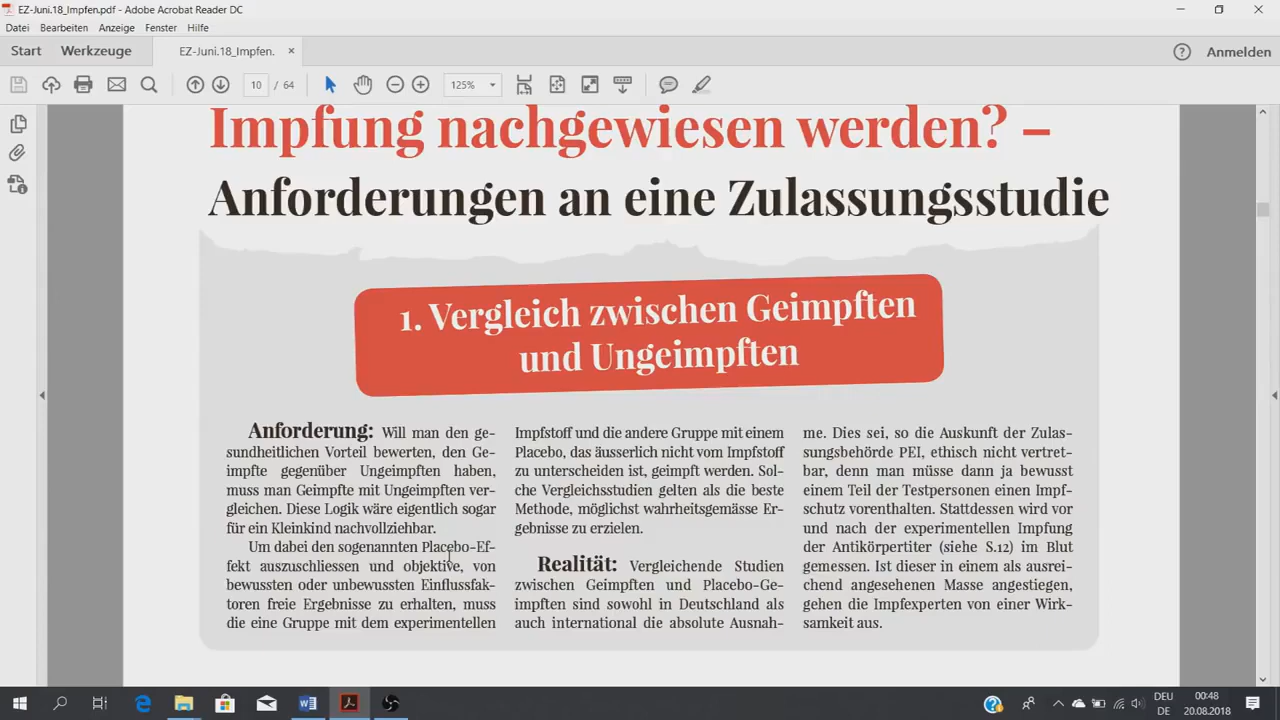 EZ-Juni.18_Impfen.pdf - Adobe Acrobat Reader DC
Datei Bearbeiten Anzeige Fenster Hilfe
Start Werkzeuge EZ-Juni.18_Impfen. × Anmelden
10 / 64 125%
Impfung nachgewiesen werden? –
Anforderungen an eine Zulassungsstudie
1. Vergleich zwischen Geimpften
und Ungeimpften
Anforderung: Will man den ge-
sundheitlichen Vorteil bewerten, den Ge-
impfte gegenüber Ungeimpften haben,
muss man Geimpfte mit Ungeimpften ver-
gleichen. Diese Logik wäre eigentlich sogar
für ein Kleinkind nachvollziehbar.
Um dabei den sogenannten Placebo-Ef-
fekt auszuschliessen und objektive, von
bewussten oder unbewussten Einflussfak-
toren freie Ergebnisse zu erhalten, muss
die eine Gruppe mit dem experimentellen
Impfstoff und die andere Gruppe mit einem
Placebo, das äusserlich nicht vom Impfstoff
zu unterscheiden ist, geimpft werden. Sol-
che Vergleichsstudien gelten als die beste
Methode, möglichst wahrheitsgemässe Er-
gebnisse zu erzielen.
Realität: Vergleichende Studien
zwischen Geimpften und Placebo-Ge-
impften sind sowohl in Deutschland als
auch international die absolute Ausnah-
me. Dies sei, so die Auskunft der Zulas-
sungsbehörde PEI, ethisch nicht vertret-
bar, denn man müsse dann ja bewusst
einem Teil der Testpersonen einen Impf-
schutz vorenthalten. Stattdessen wird vor
und nach der experimentellen Impfung
der Antikörpertiter (siehe S.12) im Blut
gemessen. Ist dieser in einem als ausrei-
chend angesehenen Masse angestiegen,
gehen die Impfexperten von einer Wirk-
samkeit aus.
DEU 00:48
DE 20.08.2018